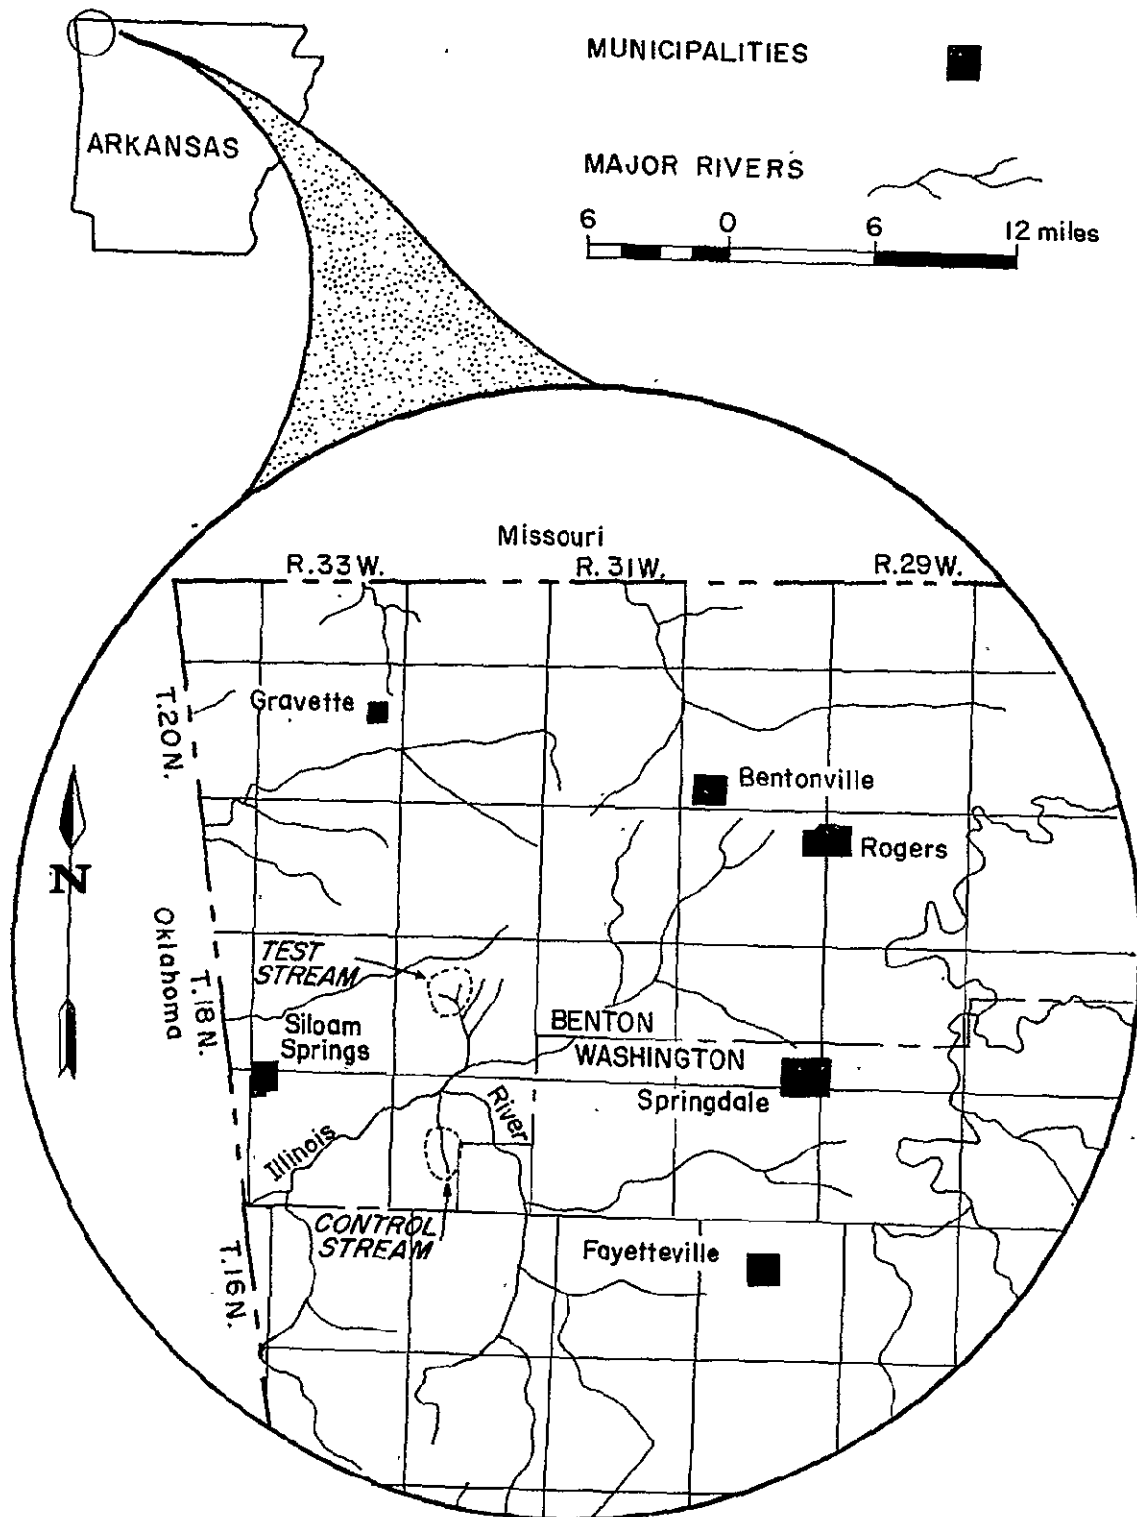 MUNICIPALITIES
ARKANSAS
MAJOR RIVERS
6 0 6 12 miles
Missouri
R.33W. R.31W. R.29W.
T.20N.
Gravette
Bentonville
Rogers
N
Oklahoma
TEST
STREAM
T.18N.
Siloam
Springs
BENTON
WASHINGTON
Springdale
River
Illinois
CONTROL
STREAM
Fayetteville
T.16N.